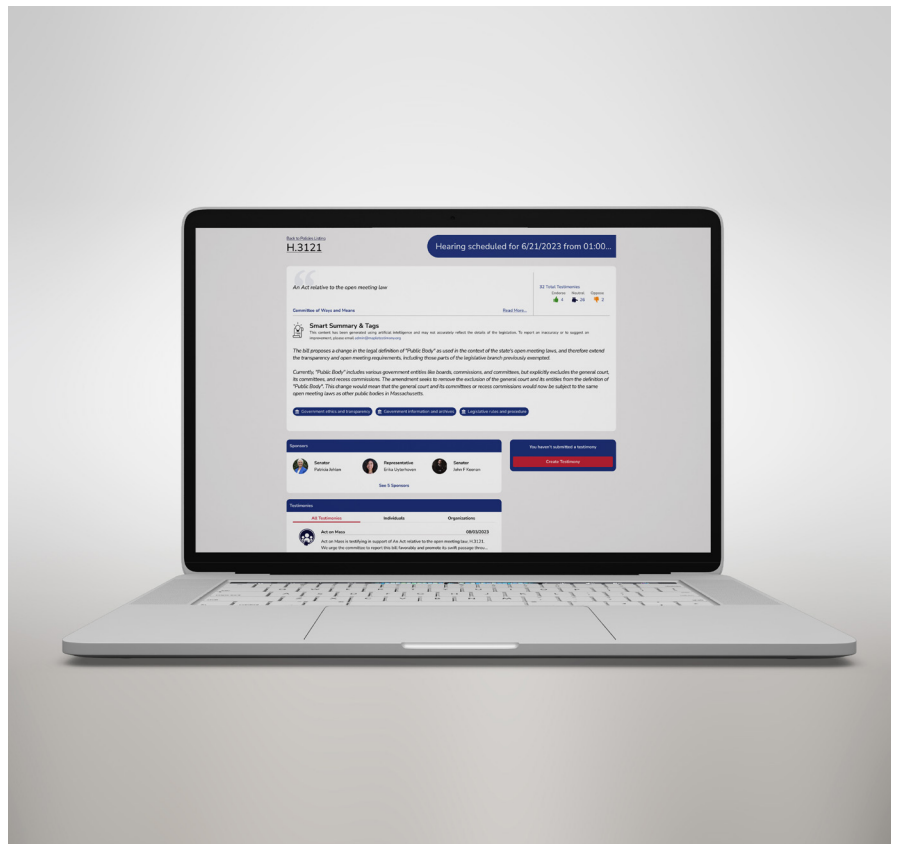 Back to Policies Listing
H.3121
Hearing scheduled for 6/21/2023 from 01:00...
An Act relative to the open meeting law
32 Total Testimonies
Endorse Neutral Oppose
4 26 2
Committee of Ways and Means
Read More...
Smart Summary & Tags
This content has been generated using artificial intelligence and may not accurately reflect the details of the legislation. To report an inaccuracy or to suggest an
improvement, please email admin@mapletestimony.org
The bill proposes a change in the legal definition of "Public Body" as used in the context of the state's open meeting laws, and therefore extend
the transparency and open meeting requirements, including those parts of the legislative branch previously exempted.
Currently, "Public Body" includes various government entities like boards, commissions, and committees, but explicitly excludes the general court,
its committees, and recess commissions. The amendment seeks to remove the exclusion of the general court and its entities from the definition of
"Public Body". This change would mean that the general court and its committees or recess commissions would now be subject to the same
open meeting laws as other public bodies in Massachusetts.
Government ethics and transparency
Government information and archives
Legislative rules and procedure
Sponsors
Senator
Patricia Jehlen
Representative
Erika Uyterhoeven
Senator
John F Keenan
See 5 Sponsors
You haven't submitted a testimony
Create Testimony
Testimonies
All Testimonies
Individuals
Organizations
Act on Mass
08/03/2023
Act on Mass is testifying in support of An Act relative to the open meeting law, H.3121.
We urge the committee to report this bill favorably and promote its swift passage throu...